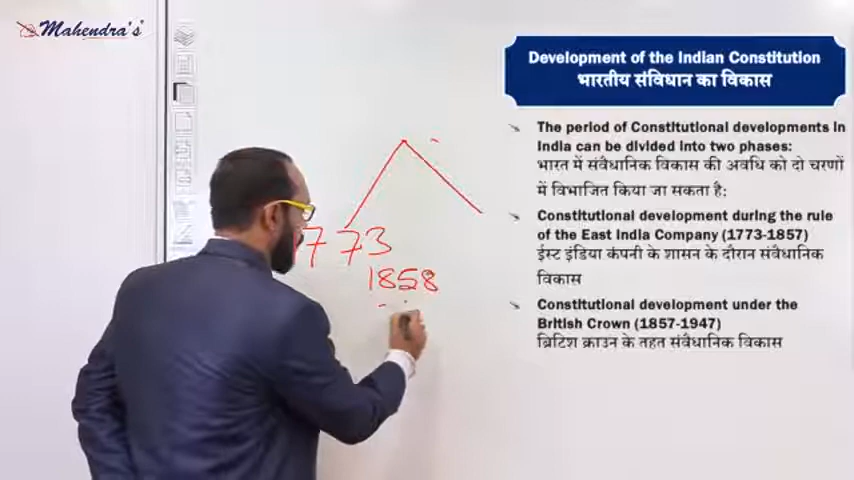 Mahendra's
Development of the Indian Constitution
भारतीय संविधान का विकास
The period of Constitutional developments in
India can be divided into two phases:
भारत में संवैधानिक विकास की अवधि को दो चरणों
में विभाजित किया जा सकता है:
Constitutional development during the rule
of the East India Company (1773-1857)
ईस्ट इंडिया कंपनी के शासन के दौरान संवैधानिक
विकास
Constitutional development under the
British Crown (1857-1947)
ब्रिटिश क्राउन के तहत संवैधानिक विकास
773
1858